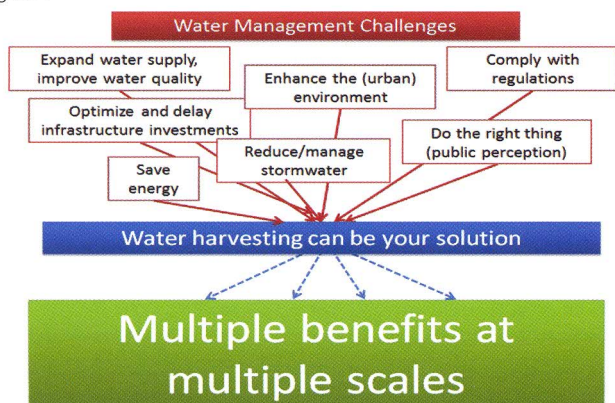 Water Management Challenges
Expand water supply,
improve water quality
Comply with
regulations
Enhance the (urban)
environment
Optimize and delay
infrastructure investments
Do the right thing
(public perception)
Reduce/manage
stormwater
Save
energy
Water harvesting can be your solution
Multiple benefits at
multiple scales